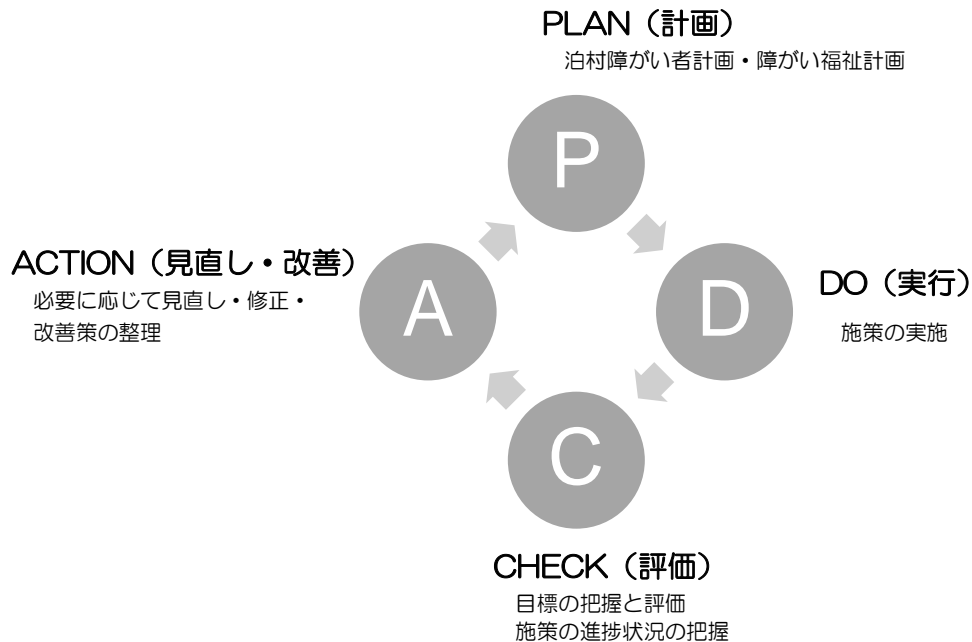 PLAN（計画）
泊村障がい者計画・障がい福祉計画
P
ACTION（見直し・改善）
必要に応じて見直し・修正・
改善策の整理
A
D
DO（実行）
施策の実施
C
CHECK（評価）
目標の把握と評価
施策の進捗状況の把握